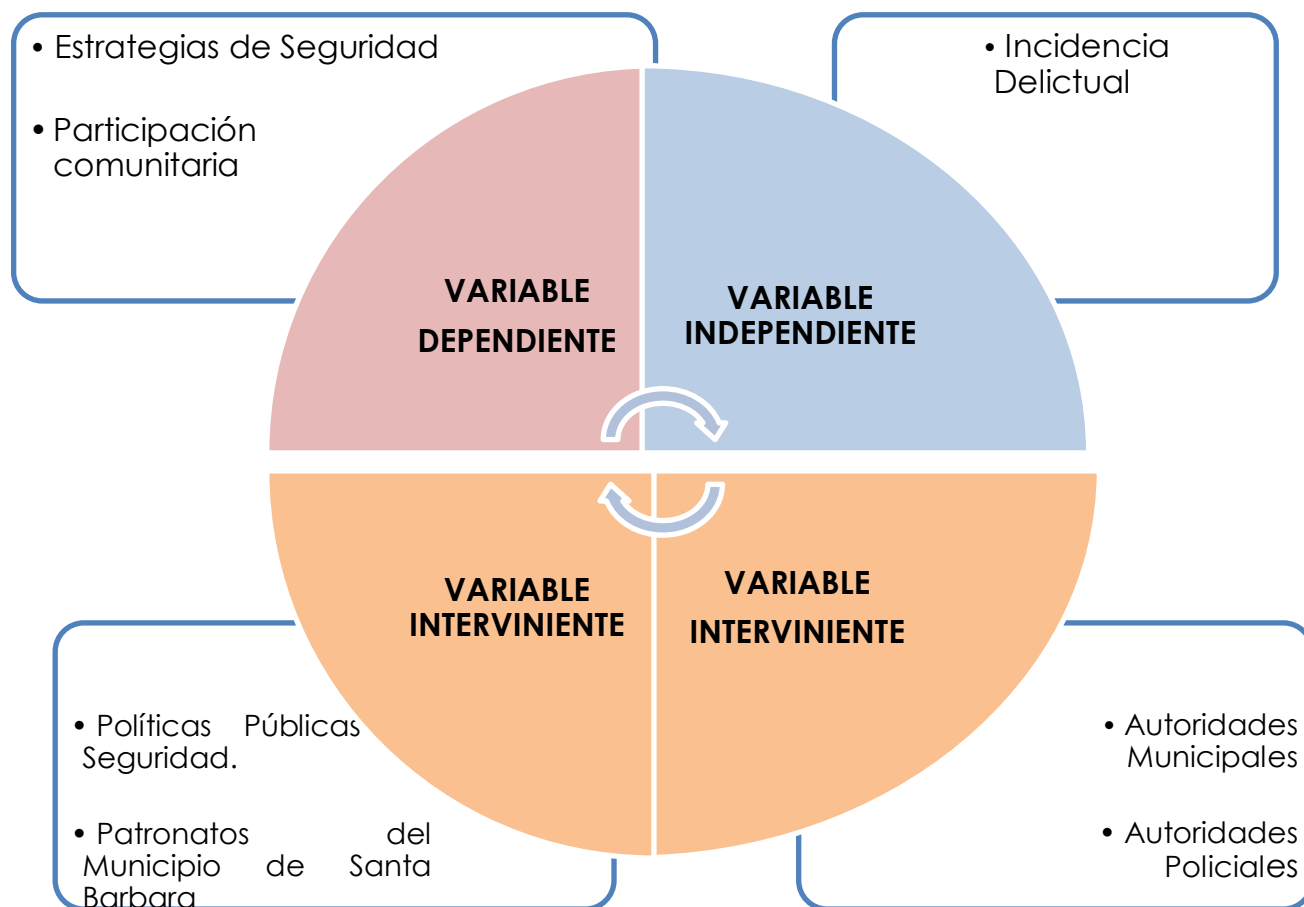 • Estrategias de Seguridad
• Participación
comunitaria
• Incidencia
Delictual
VARIABLE
DEPENDIENTE
VARIABLE
INDEPENDIENTE
VARIABLE
INTERVINIENTE
VARIABLE
INTERVINIENTE
• Políticas Públicas
Seguridad.
• Patronatos del
Municipio de Santa
Barbara
• Autoridades
Municipales
• Autoridades
Policiales